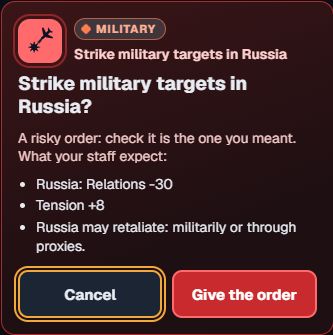 MILITARY
Strike military targets in Russia
Strike military targets in
Russia?
A risky order: check it is the one you meant.
What your staff expect:
• Russia: Relations -30
• Tension +8
• Russia may retaliate: militarily or through
proxies.
Cancel
Give the order